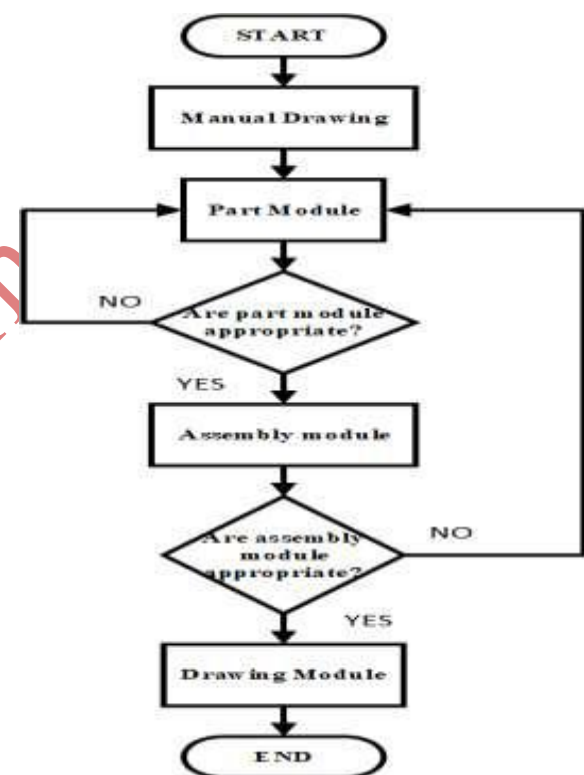 START
Manual Drawing
Part Module
NO
Are part module
appropriate?
YES
Assembly module
Are assembly
module
appropriate?
NO
YES
Drawing Module
END